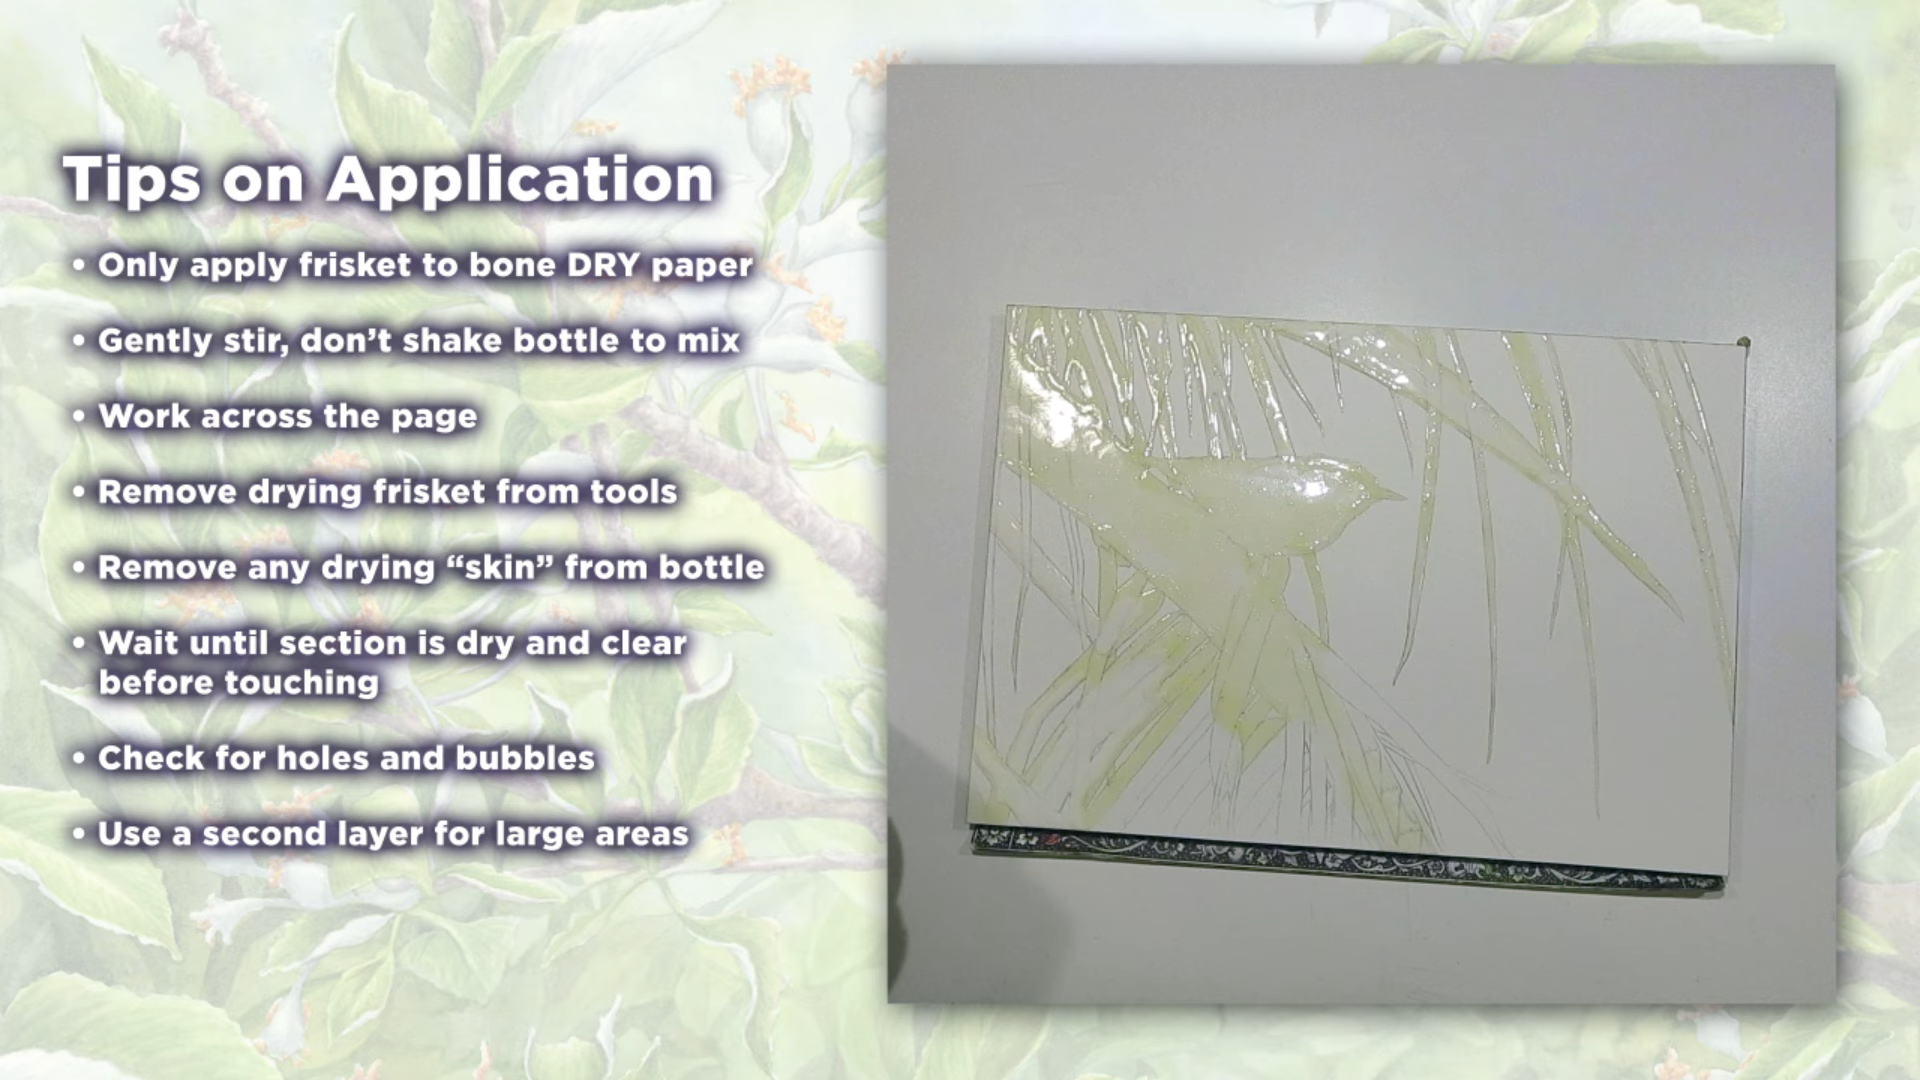 Tips on Application
• Only apply frisket to bone DRY paper
• Gently stir, don’t shake bottle to mix
• Work across the page
• Remove drying frisket from tools
• Remove any drying “skin” from bottle
• Wait until section is dry and clear
before touching
• Check for holes and bubbles
• Use a second layer for large areas